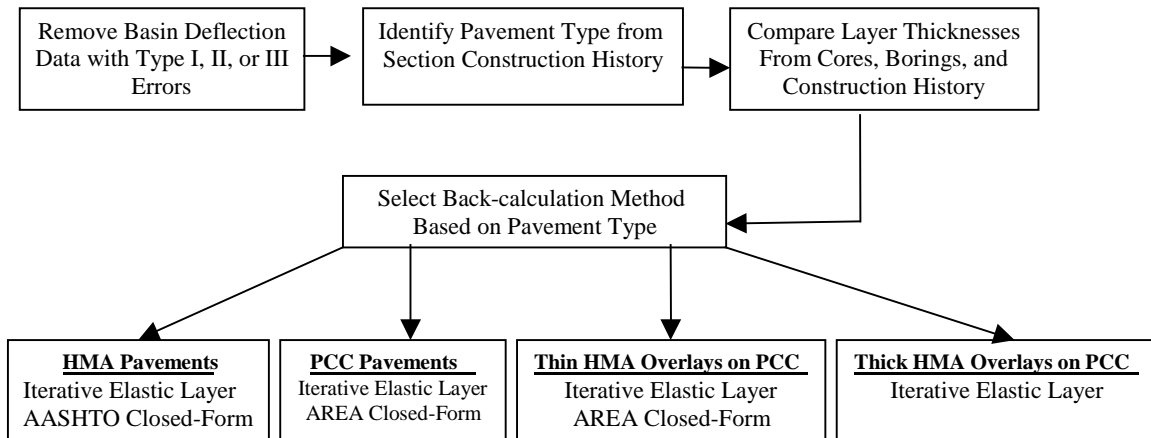 Remove Basin Deflection
Data with Type I, II, or III
Errors
Identify Pavement Type from
Section Construction History
Compare Layer Thicknesses
From Cores, Borings, and
Construction History
Select Back-calculation Method
Based on Pavement Type
HMA Pavements
Iterative Elastic Layer
AASHTO Closed-Form
PCC Pavements
Iterative Elastic Layer
AREA Closed-Form
Thin HMA Overlays on PCC
Iterative Elastic Layer
AREA Closed-Form
Thick HMA Overlays on PCC
Iterative Elastic Layer